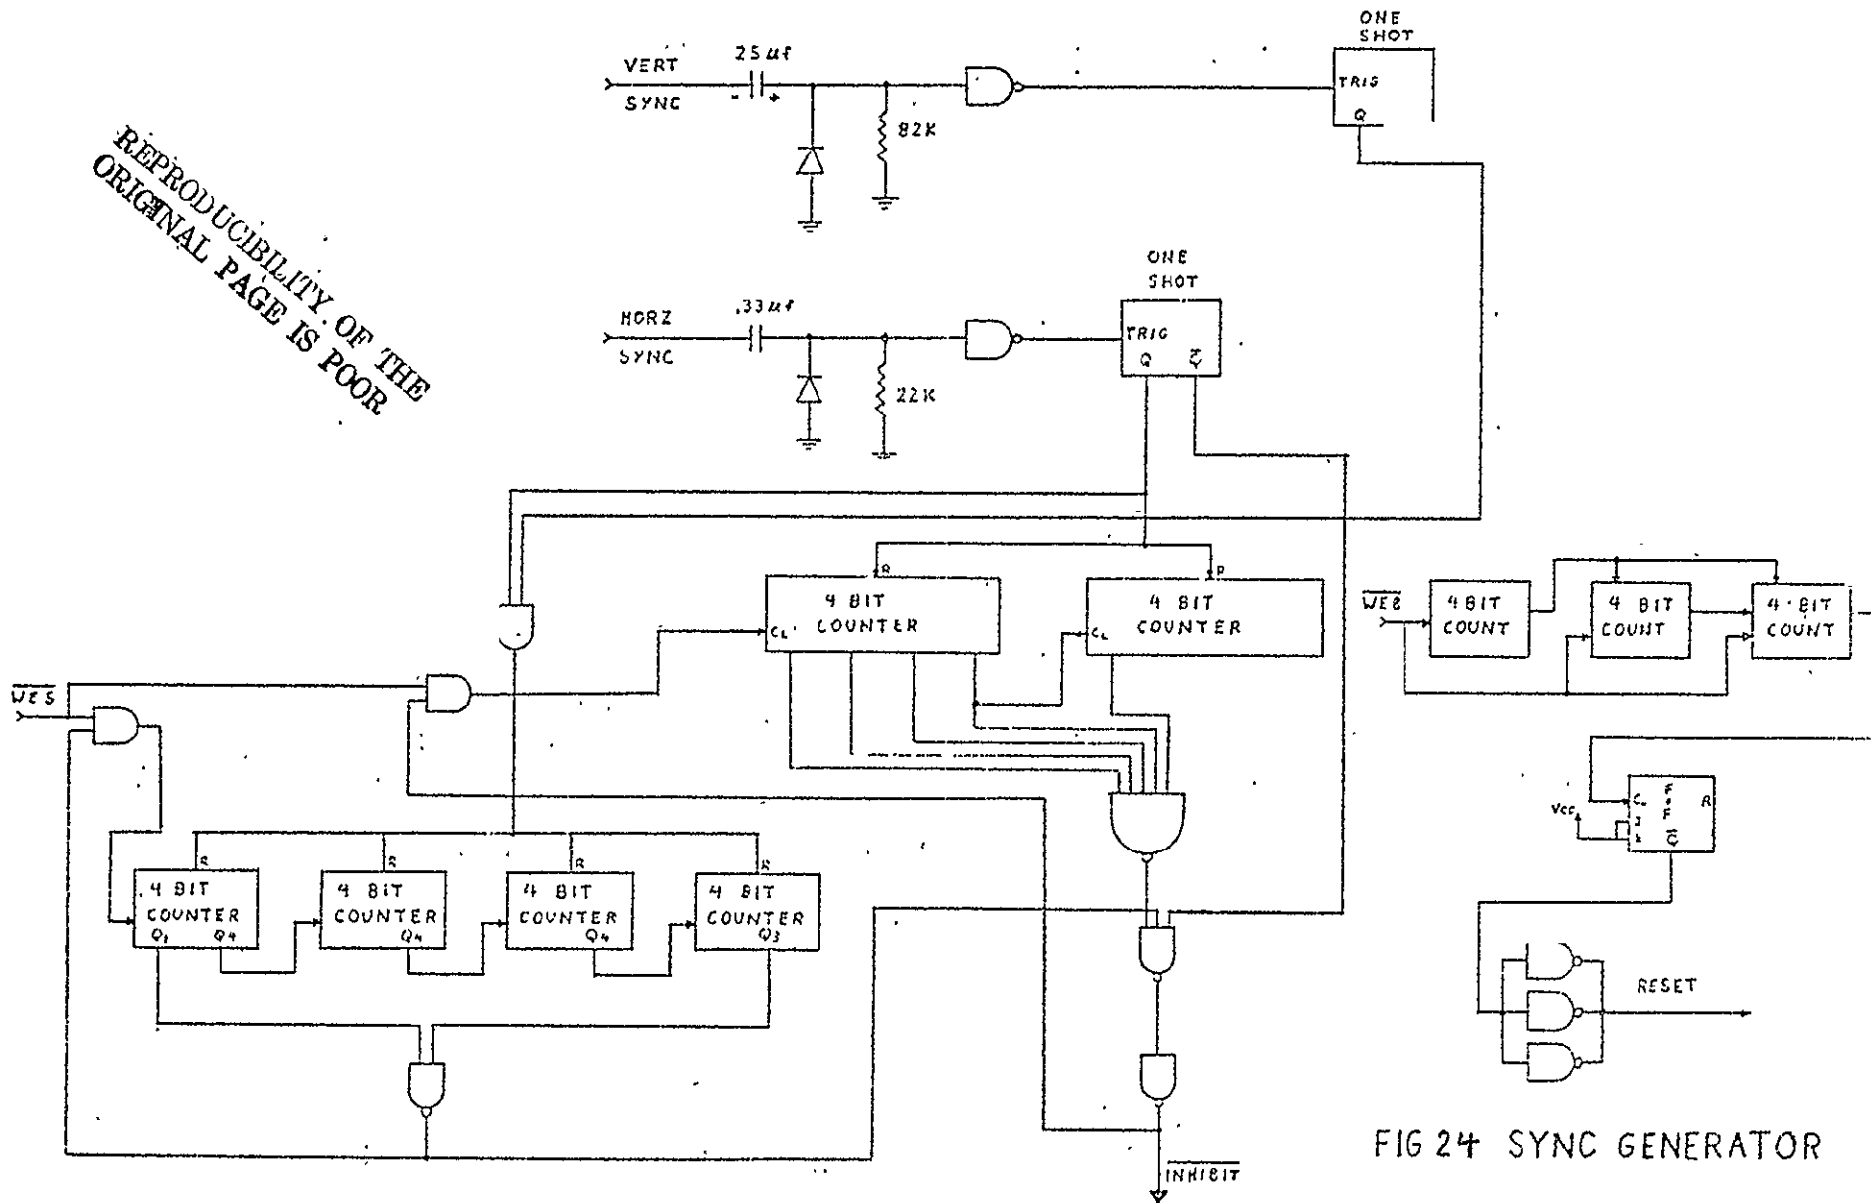 ONE
SHOT
VERT
25 µf
SYNC
- +
TRIG
Q
82K
REPRODUCIBILITY OF THE
ORIGINAL PAGE IS POOR
ONE
SHOT
HORZ
.33 µf
SYNC
TRIG
Q Q̅
22K
R
R
4 BIT
COUNTER
CL
4 BIT
COUNTER
CL
4 BIT
COUNT
4 BIT
COUNT
4 BIT
COUNT
VCC
F
F
R
Q̅
R
R
R
R
4 BIT
COUNTER
Q4
4 BIT
COUNTER
Q4
4 BIT
COUNTER
Q4
4 BIT
COUNTER
Q3
RESET
I̅N̅H̅I̅B̅I̅T̅
FIG 24 SYNC GENERATOR